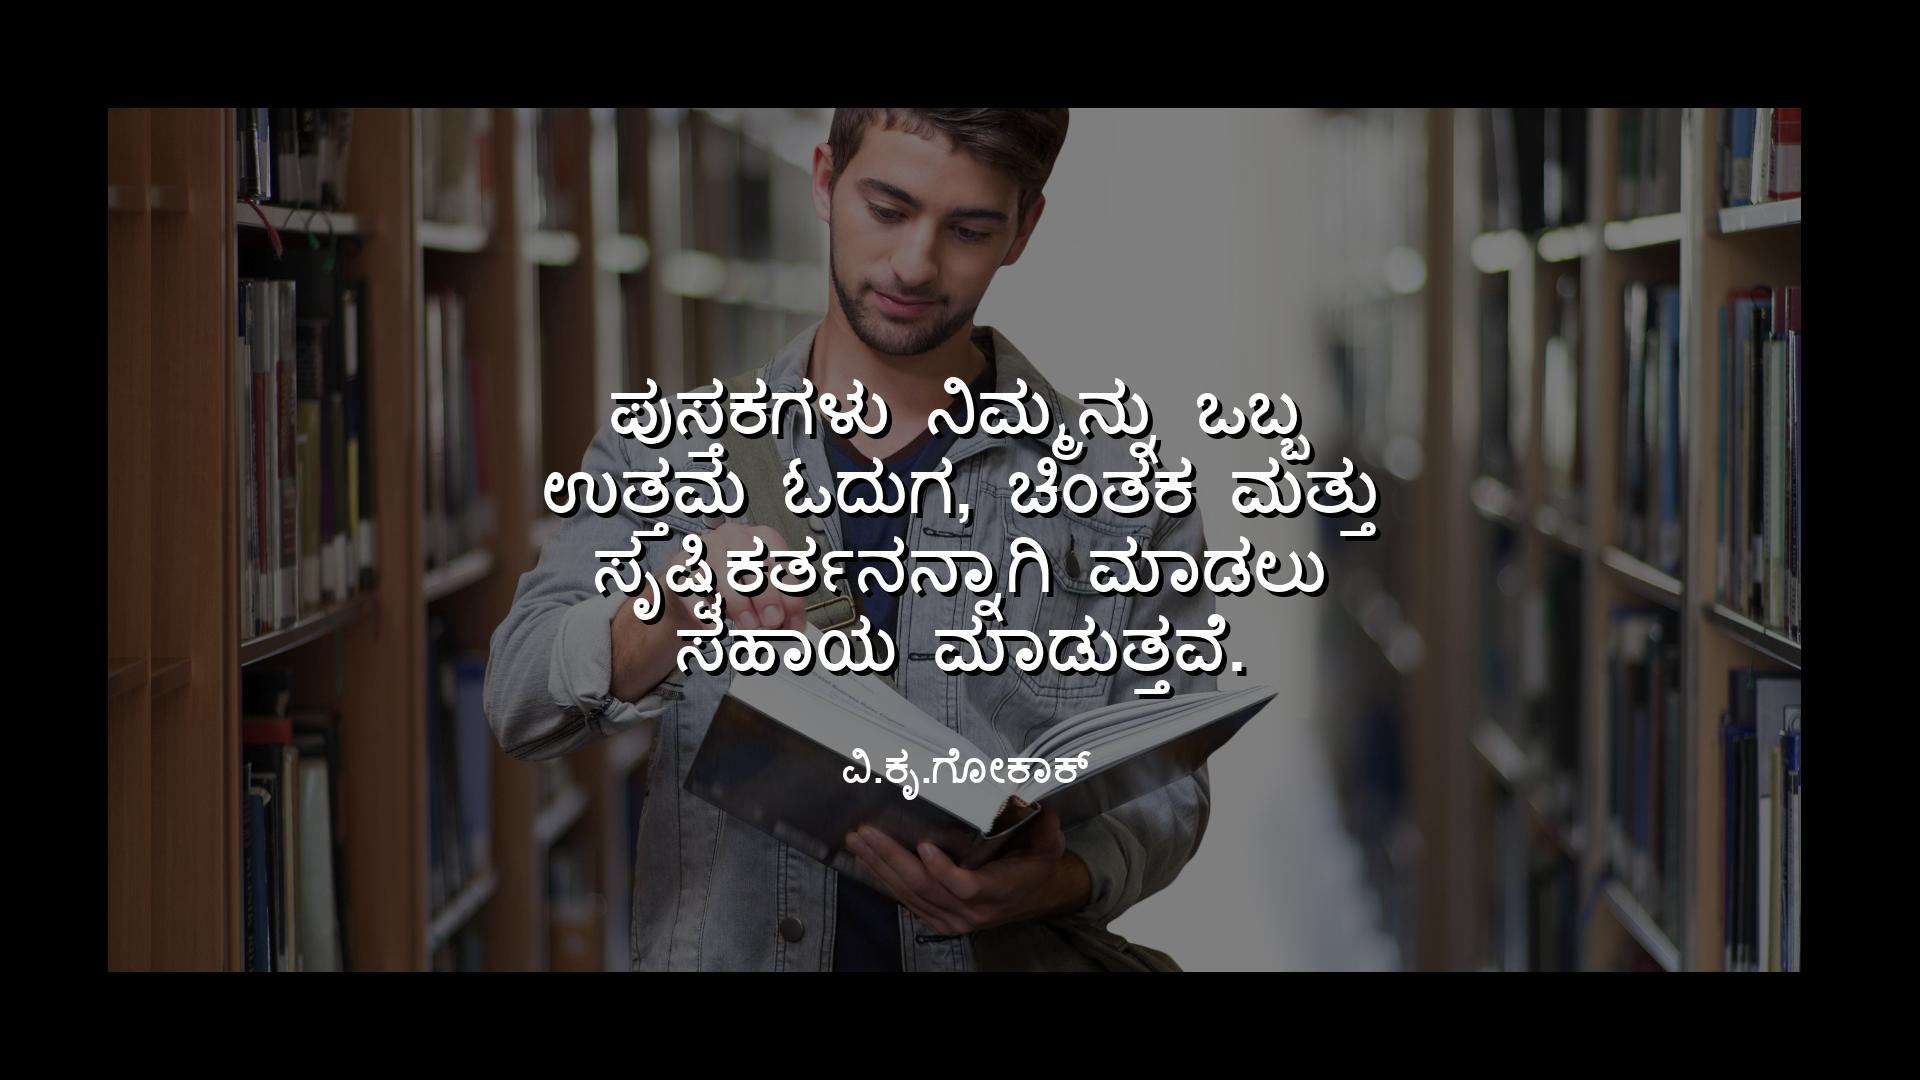 ಪುಸ್ತಕಗಳು ನಿಮ್ಮನ್ನು ಒಬ್ಬ
ಉತ್ತಮ ಓದುಗ, ಚಿಂತಕ ಮತ್ತು
ಸೃಷ್ಟಿಕರ್ತನನ್ನಾಗಿ ಮಾಡಲು
ಸಹಾಯ ಮಾಡುತ್ತವೆ.
ವಿ.ಕೃ.ಗೋಕಾಕ್